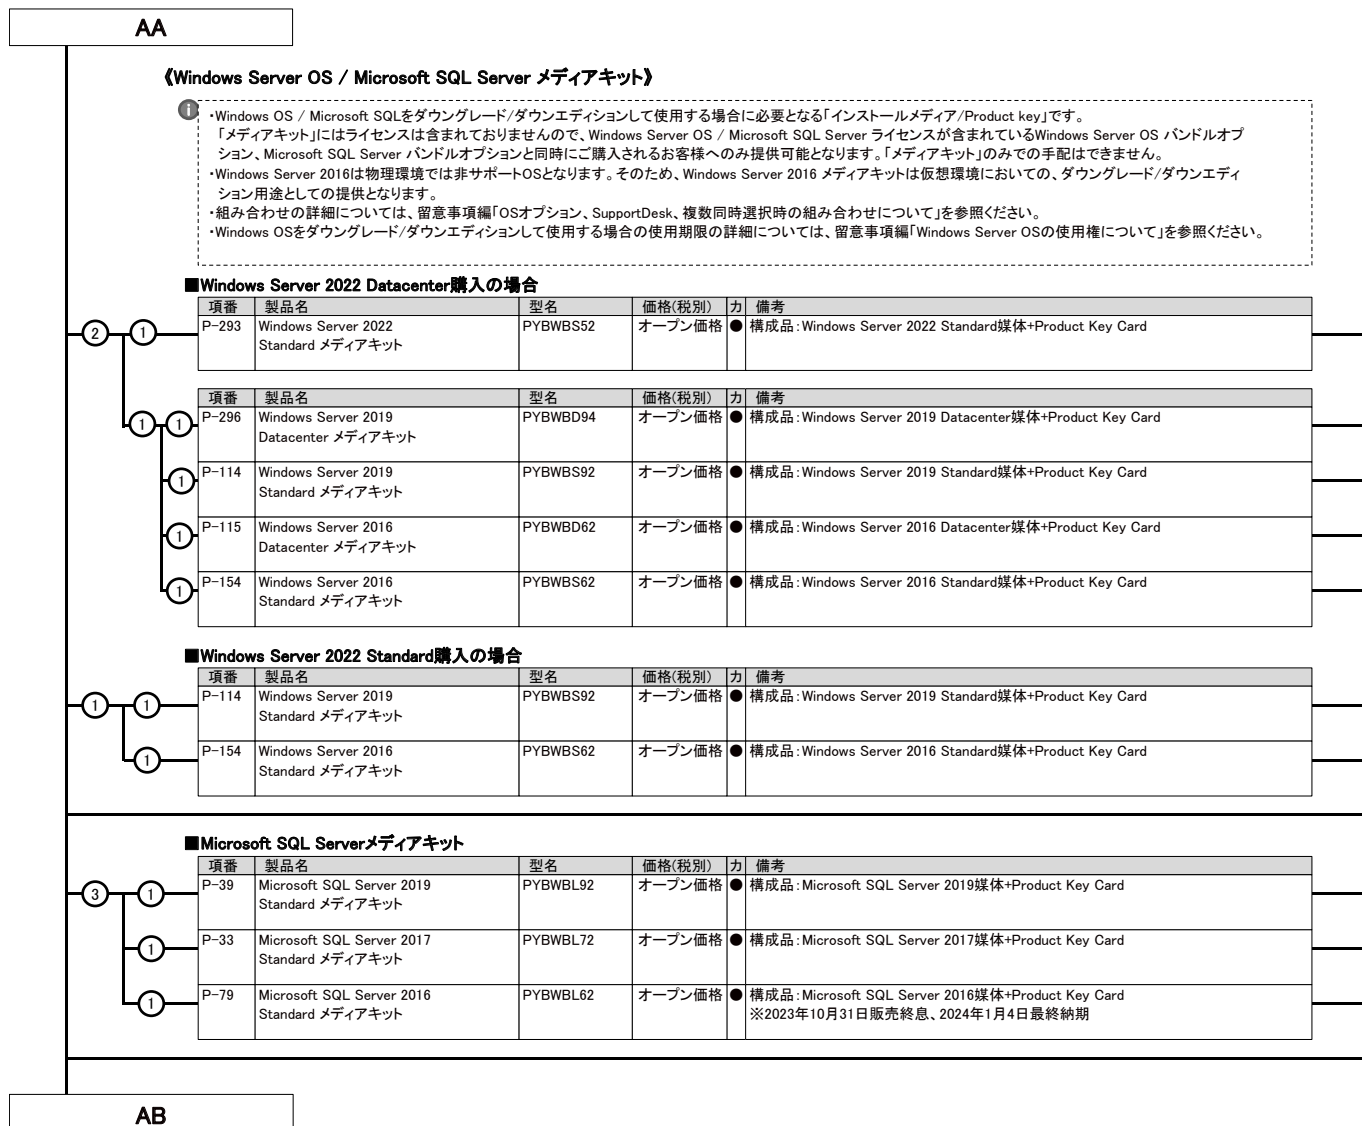 AA
《Windows Server OS / Microsoft SQL Server メディアキット》
・Windows OS / Microsoft SQLをダウングレード/ダウンエディションして使用する場合に必要となる「インストールメディア/Product key」です。
「メディアキット」にはライセンスは含まれておりませんので、Windows Server OS / Microsoft SQL Server ライセンスが含まれているWindows Server OS バンドルオプ
ション、Microsoft SQL Server バンドルオプションと同時にご購入されるお客様へのみ提供可能となります。「メディアキット」のみでの手配はできません。
・Windows Server 2016は物理環境では非サポートOSとなります。そのため、Windows Server 2016 メディアキットは仮想環境においての、ダウングレード/ダウンエディ
ション用途としての提供となります。
・組み合わせの詳細については、留意事項編「OSオプション、SupportDesk、複数同時選択時の組み合わせについて」を参照ください。
・Windows OSをダウングレード/ダウンエディションして使用する場合の使用期限の詳細については、留意事項編「Windows Server OSの使用権について」を参照ください。
■Windows Server 2022 Datacenter購入の場合
項番 製品名 型名 価格(税別) カ 備考
2 1 P-293 Windows Server 2022 PYBWBS52 オープン価格 ● 構成品:Windows Server 2022 Standard媒体+Product Key Card
Standard メディアキット
項番 製品名 型名 価格(税別) カ 備考
1 1 P-296 Windows Server 2019 PYBWBD94 オープン価格 ● 構成品:Windows Server 2019 Datacenter媒体+Product Key Card
Datacenter メディアキット
1 P-114 Windows Server 2019 PYBWBS92 オープン価格 ● 構成品:Windows Server 2019 Standard媒体+Product Key Card
Standard メディアキット
1 P-115 Windows Server 2016 PYBWBD62 オープン価格 ● 構成品:Windows Server 2016 Datacenter媒体+Product Key Card
Datacenter メディアキット
1 P-154 Windows Server 2016 PYBWBS62 オープン価格 ● 構成品:Windows Server 2016 Standard媒体+Product Key Card
Standard メディアキット
■Windows Server 2022 Standard購入の場合
項番 製品名 型名 価格(税別) カ 備考
1 1 P-114 Windows Server 2019 PYBWBS92 オープン価格 ● 構成品:Windows Server 2019 Standard媒体+Product Key Card
Standard メディアキット
1 P-154 Windows Server 2016 PYBWBS62 オープン価格 ● 構成品:Windows Server 2016 Standard媒体+Product Key Card
Standard メディアキット
■Microsoft SQL Serverメディアキット
項番 製品名 型名 価格(税別) カ 備考
3 1 P-39 Microsoft SQL Server 2019 PYBWBL92 オープン価格 ● 構成品:Microsoft SQL Server 2019媒体+Product Key Card
Standard メディアキット
1 P-33 Microsoft SQL Server 2017 PYBWBL72 オープン価格 ● 構成品:Microsoft SQL Server 2017媒体+Product Key Card
Standard メディアキット
1 P-79 Microsoft SQL Server 2016 PYBWBL62 オープン価格 ● 構成品:Microsoft SQL Server 2016媒体+Product Key Card
Standard メディアキット ※2023年10月31日販売終息、2024年1月4日最終納期
AB